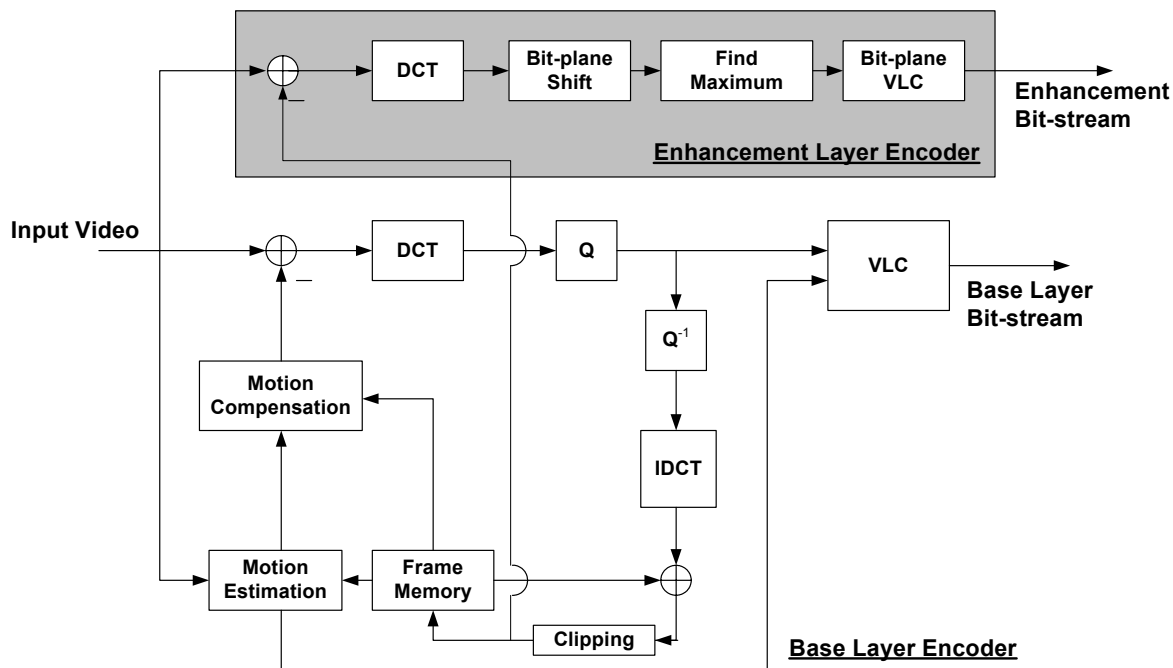 DCT
Bit-plane
Shift
Find
Maximum
Bit-plane
VLC
Enhancement
Bit-stream
Enhancement Layer Encoder
Input Video
DCT
Q
VLC
Base Layer
Bit-stream
Q-1
Motion
Compensation
IDCT
Motion
Estimation
Frame
Memory
Clipping
Base Layer Encoder